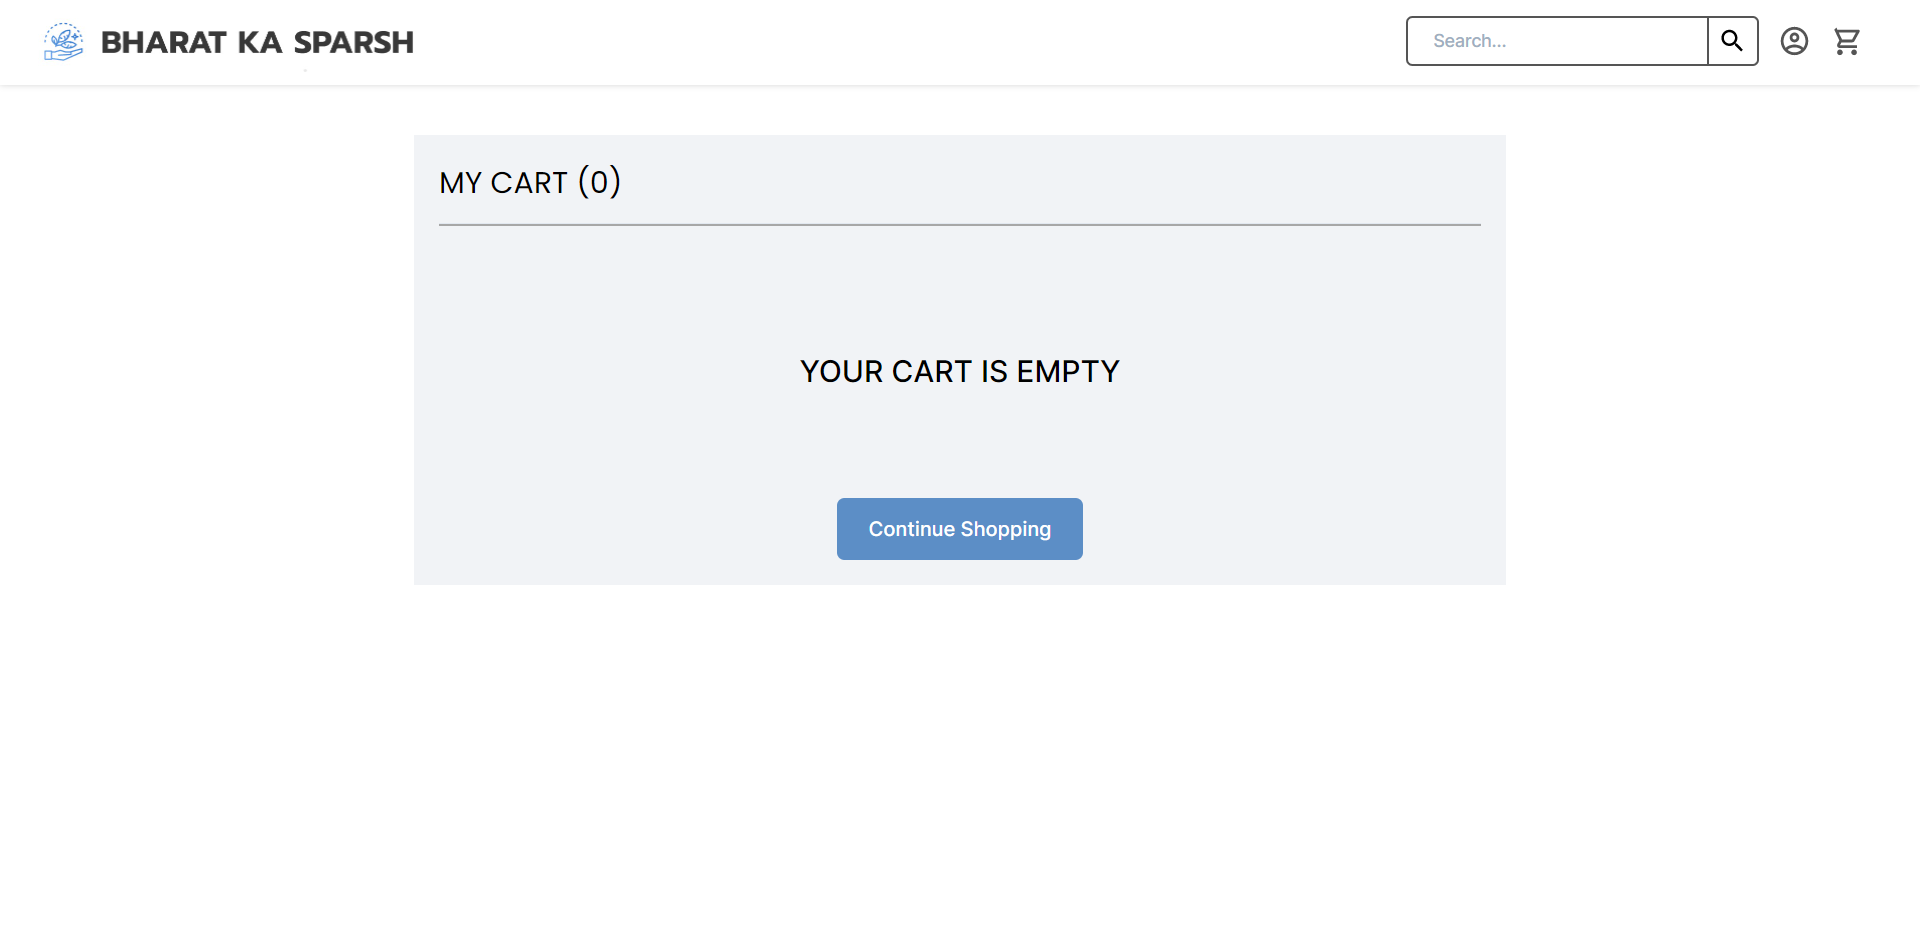 BHARAT KA SPARSH
Search...
MY CART (0)
YOUR CART IS EMPTY
Continue Shopping